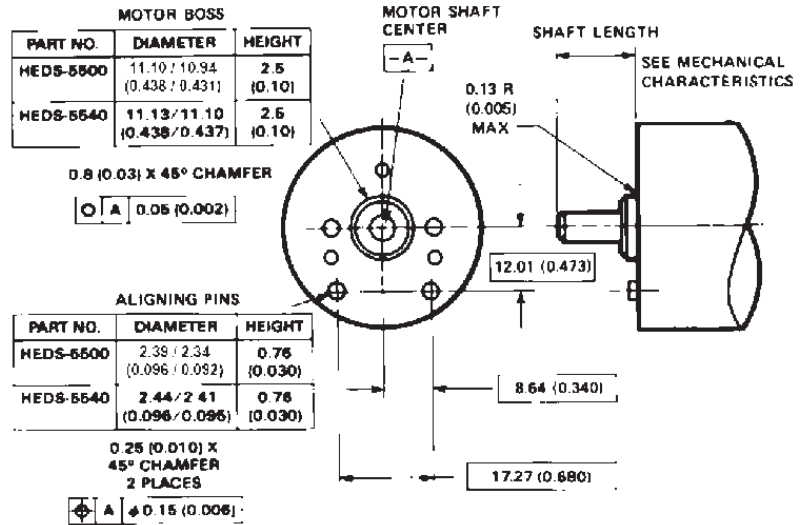 MOTOR BOSS
PART NO. DIAMETER HEIGHT
HEDS-5500 11.10 / 10.94 2.5
(0.438 / 0.431) (0.10)
HEDS-5540 11.13/11.10 2.5
(0.438/0.437) (0.10)
0.8 (0.03) X 45° CHAMFER
○ A 0.05 (0.002)
MOTOR SHAFT
CENTER
-A-
SHAFT LENGTH
SEE MECHANICAL
CHARACTERISTICS
0.13 R
(0.005)
MAX
12.01 (0.473)
ALIGNING PINS
PART NO. DIAMETER HEIGHT
HEDS-5500 2.39 / 2.34 0.76
(0.096 / 0.092) (0.030)
HEDS-5540 2.44/2.41 0.76
(0.096/0.095) (0.030)
0.25 (0.010) X
45° CHAMFER
2 PLACES
⌖ A ⌀ 0.15 (0.006)
8.64 (0.340)
17.27 (0.680)